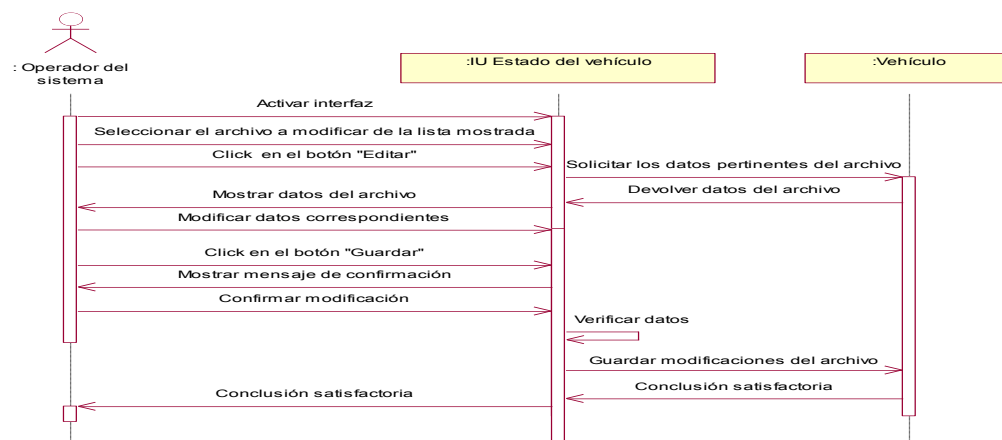 : Operador del
sistema
:IU Estado del vehículo
:Vehículo
Activar interfaz
Seleccionar el archivo a modificar de la lista mostrada
Click en el botón "Editar"
Solicitar los datos pertinentes del archivo
Devolver datos del archivo
Mostrar datos del archivo
Modificar datos correspondientes
Click en el botón "Guardar"
Mostrar mensaje de confirmación
Confirmar modificación
Verificar datos
Guardar modificaciones del archivo
Conclusión satisfactoria
Conclusión satisfactoria